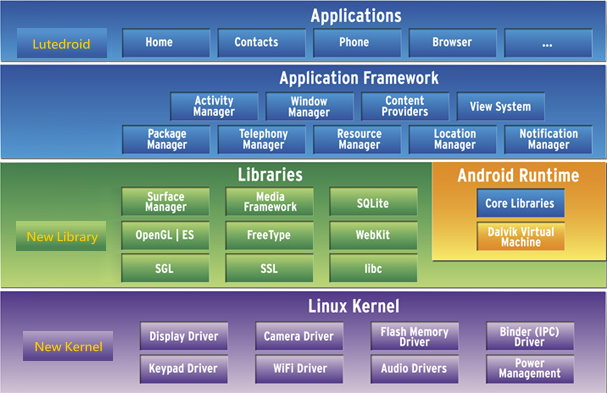 Applications
Lutedroid
Home
Contacts
Phone
Browser
...
Application Framework
Activity
Manager
Window
Manager
Content
Providers
View System
Package
Manager
Telephony
Manager
Resource
Manager
Location
Manager
Notification
Manager
Libraries
Surface
Manager
Media
Framework
SQLite
New Library
OpenGL | ES
FreeType
WebKit
SGL
SSL
libc
Android Runtime
Core Libraries
Dalvik Virtual
Machine
Linux Kernel
New Kernel
Display Driver
Camera Driver
Flash Memory
Driver
Binder (IPC)
Driver
Keypad Driver
WiFi Driver
Audio Drivers
Power
Management